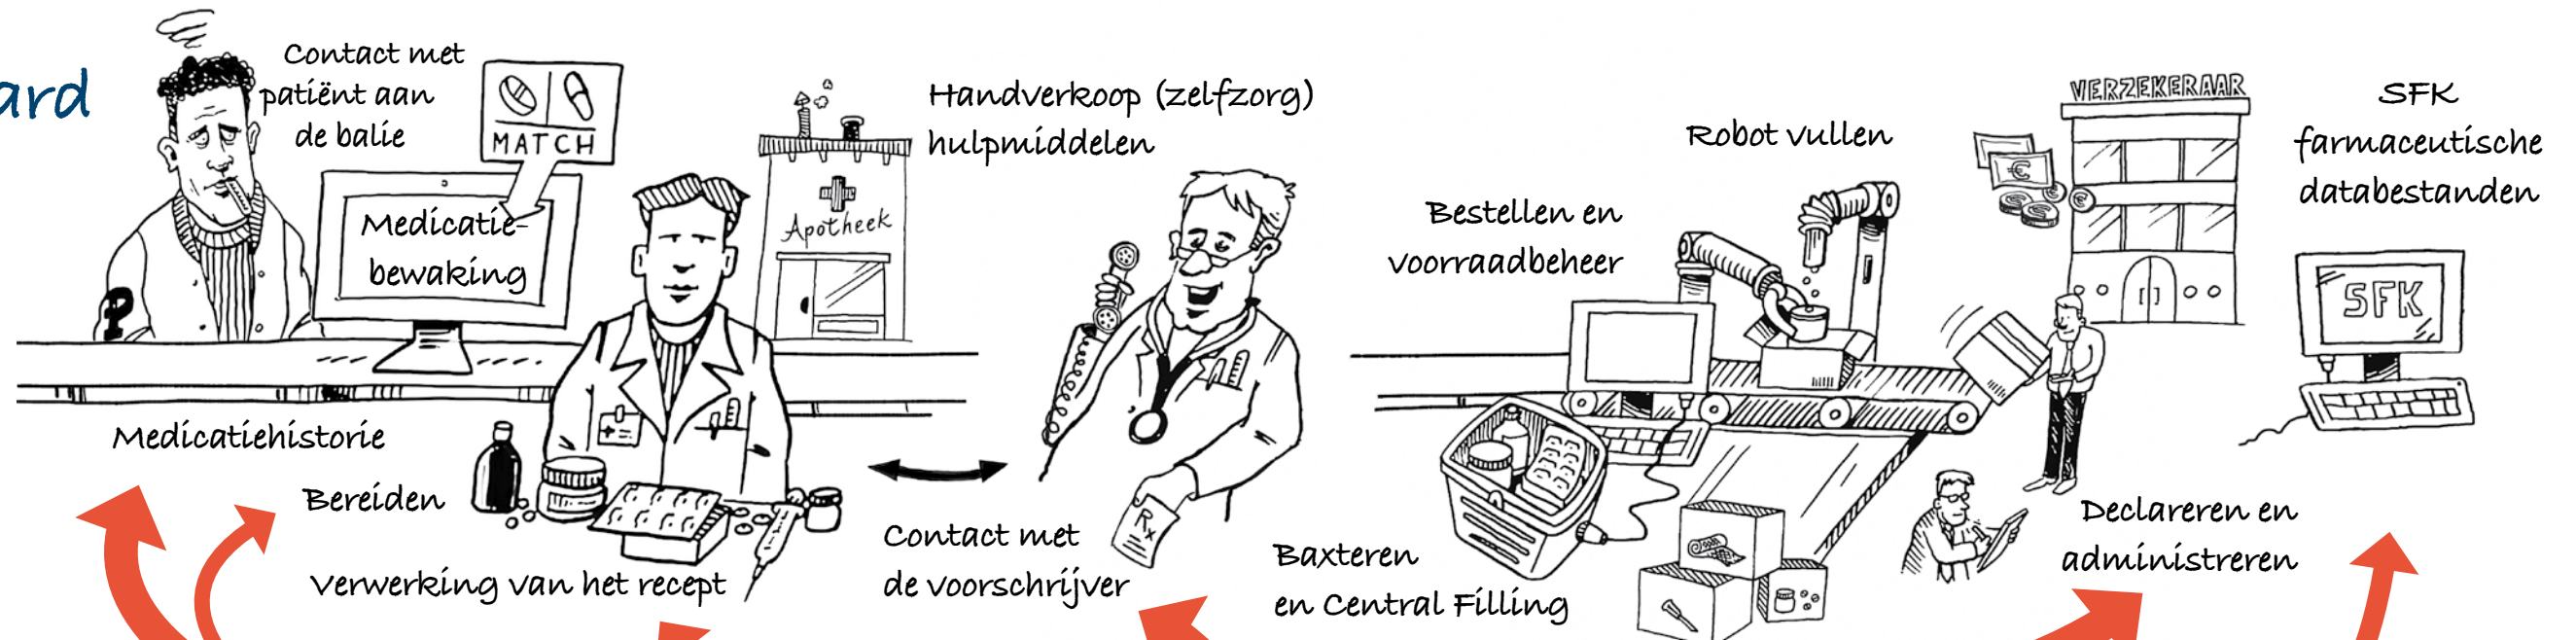 ard
Contact met
patiënt aan
de balie
MATCH
Medicatie-
bewaking
Apotheek
Handverkoop (zelfzorg)
hulpmiddelen
Robot vullen
Bestellen en
voorraadbeheer
VERZEKERAAR
€
SFK
farmaceutische
databestanden
SFK
Medicatiehistorie
Bereiden
Verwerking van het recept
Contact met
de voorschrijver
Rx
Baxteren
en Central Filling
Declareren en
administreren